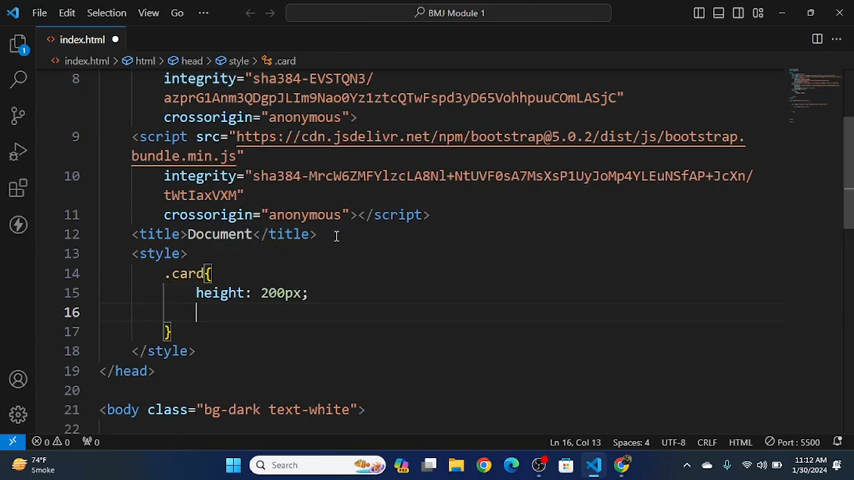 File Edit Selection View Go ··· BMJ Module 1
index.html
index.html > html > head > style > .card
8 integrity="sha384-EVSTQN3/
azprG1Anm3QDgpJLIm9Nao0Yz1ztcQTwFspd3yD65VohhpuuCOmLASjC"
crossorigin="anonymous">
9 <script src="https://cdn.jsdelivr.net/npm/bootstrap@5.0.2/dist/js/bootstrap.
bundle.min.js"
10 integrity="sha384-MrcW6ZMFYlzcLA8Nl+NtUVF0sA7MsXsP1UyJoMp4YLEuNSfAP+JcXn/
tWtIaxVXM"
11 crossorigin="anonymous"></script>
12 <title>Document</title>
13 <style>
14 .card{
15 height: 200px;
16
17 }
18 </style>
19 </head>
20
21 <body class="bg-dark text-white">
22
0 0 0 Ln 16, Col 13 Spaces: 4 UTF-8 CRLF HTML Port : 5500
74°F
Smoke
Search
11:12 AM
1/30/2024